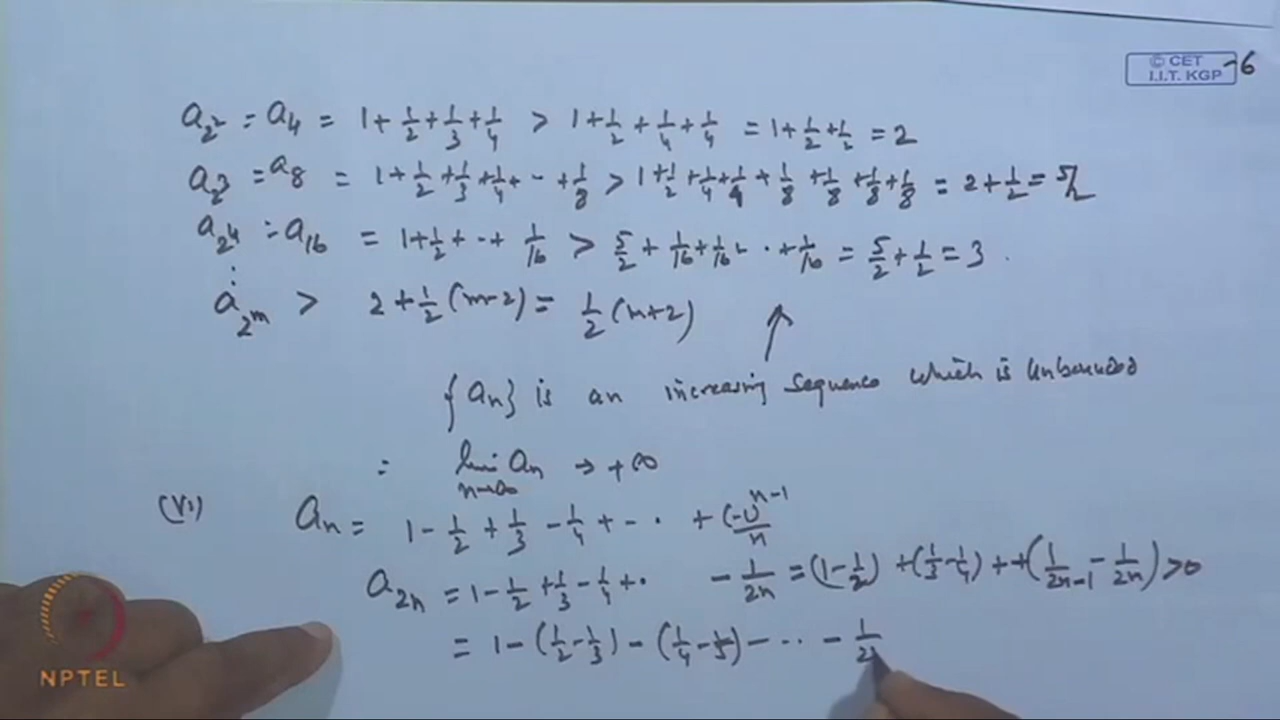 © CET
I.I.T. KGP -6
a_{2^2} = a_4 = 1 + 1/2 + 1/3 + 1/4 > 1 + 1/2 + 1/4 + 1/4 = 1 + 1/2 + 1/2 = 2
a_{2^3} = a_8 = 1 + 1/2 + 1/3 + 1/4 + - + 1/8 > 1 + 1/2 + 1/4 + 1/4 + 1/8 + 1/8 + 1/8 + 1/8 = 2 + 1/2 = 5/2
a_{2^4} = a_{16} = 1 + 1/2 + - + 1/16 > 5/2 + 1/16 + 1/16 + . . + 1/16 = 5/2 + 1/2 = 3 .
:
a_{2^m} > 2 + 1/2 (m-2) = 1/2 (m+2) ↑
{a_n} is an increasing sequence which is unbounded
: lim_{n→∞} a_n → +∞
(vi) a_n = 1 - 1/2 + 1/3 - 1/4 + - . . + (-1)^{n-1}/n
a_{2n} = 1 - 1/2 + 1/3 - 1/4 + . - 1/2n = (1 - 1/2) + (1/3 - 1/4) + + (1/(2n-1) - 1/2n) > 0
= 1 - (1/2 - 1/3) - (1/4 - 1/5) - ... - 1/2
NPTEL